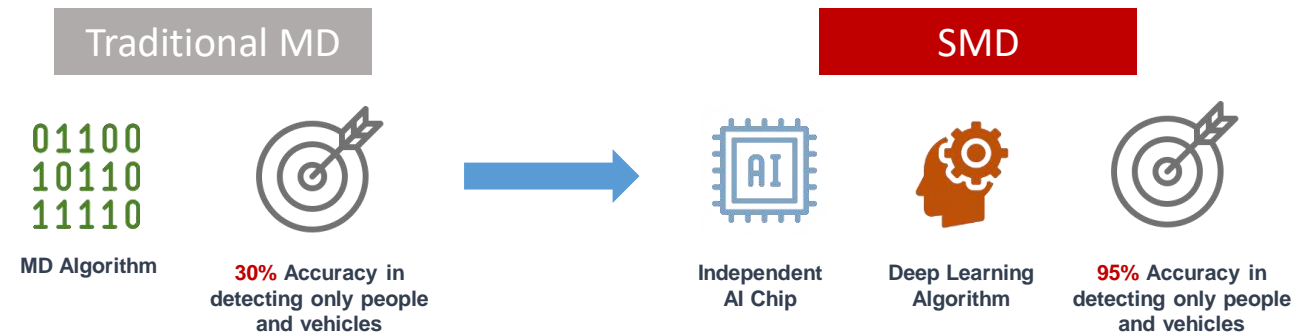 Traditional MD
SMD
01100
10110
11110
AI
MD Algorithm
30% Accuracy in
detecting only people
and vehicles
Independent
AI Chip
Deep Learning
Algorithm
95% Accuracy in
detecting only people
and vehicles